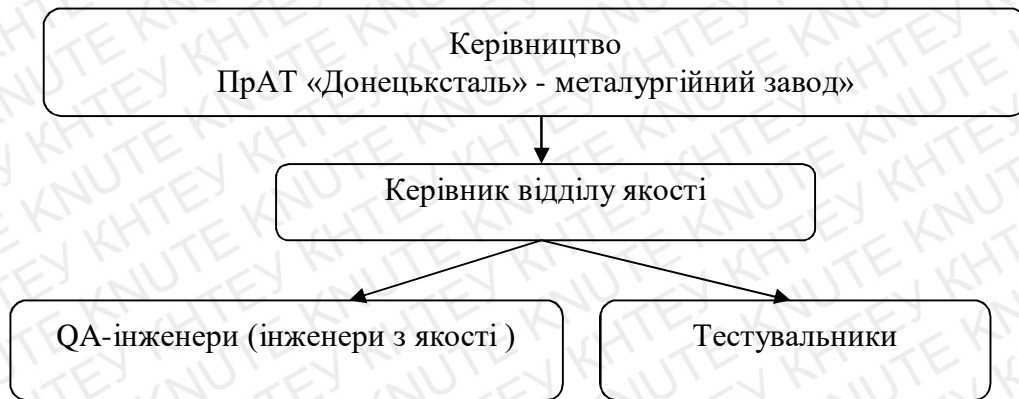 Керівництво
ПрАТ «Донецьксталь» - металургійний завод»
Керівник відділу якості
QA-інженери (інженери з якості )
Тестувальники